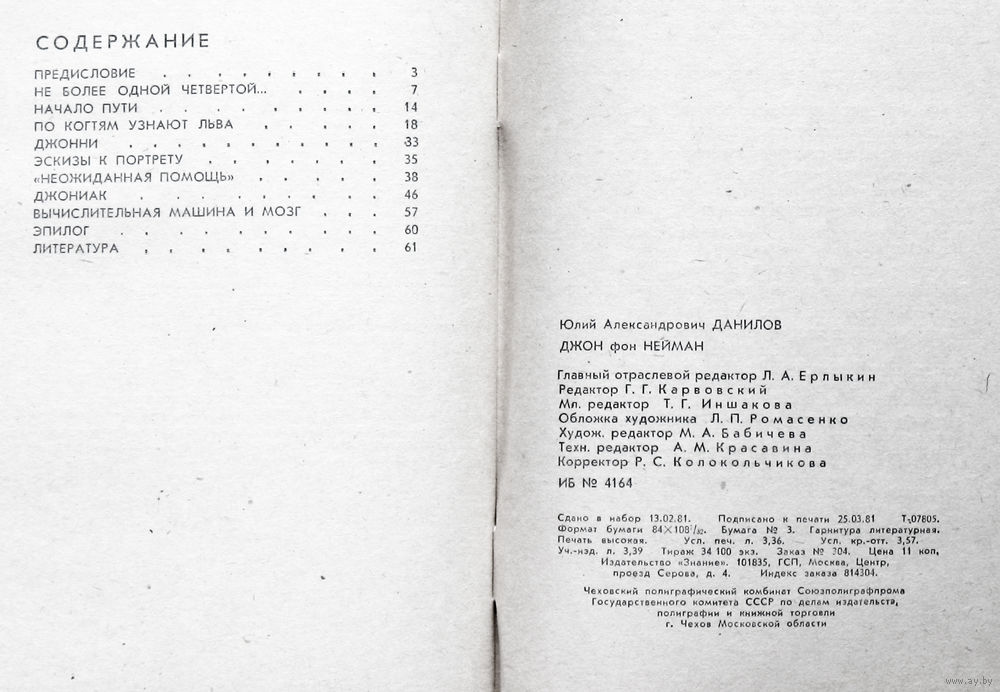 СОДЕРЖАНИЕ
ПРЕДИСЛОВИЕ . . . . . . . . 3
НЕ БОЛЕЕ ОДНОЙ ЧЕТВЕРТОЙ... . . . . 7
НАЧАЛО ПУТИ . . . . . . . . 14
ПО КОГТЯМ УЗНАЮТ ЛЬВА . . . . . 18
ДЖОННИ . . . . . . . . . 33
ЭСКИЗЫ К ПОРТРЕТУ . . . . . . 35
«НЕОЖИДАННАЯ ПОМОЩЬ» . . . . . 38
ДЖОНИАК . . . . . . . . 46
ВЫЧИСЛИТЕЛЬНАЯ МАШИНА И МОЗГ . . . 57
ЭПИЛОГ . . . . . . . . . 60
ЛИТЕРАТУРА . . . . . . . . 61
Юлий Александрович ДАНИЛОВ
ДЖОН фон НЕЙМАН
Главный отраслевой редактор Л. А. Ерлыкин
Редактор Г. Г. Карвовский
Мл. редактор Т. Г. Иншакова
Обложка художника Л. П. Ромасенко
Худож. редактор М. А. Бабичева
Техн. редактор А. М. Красавина
Корректор Р. С. Колокольчикова
ИБ № 4164
Сдано в набор 13.02.81. Подписано к печати 25.03.81 Т-07805.
Формат бумаги 84×108 1/32. Бумага № 3. Гарнитура литературная.
Печать высокая. Усл. печ. л. 3,36. Усл. кр.-отт. 3,57.
Уч.-изд. л. 3,39 Тираж 34 100 экз. Заказ № 304. Цена 11 коп,
Издательство «Знание». 101835, ГСП, Москва, Центр,
проезд Серова, д. 4. Индекс заказа 814304.
Чеховский полиграфический комбинат Союзполиграфпрома
Государственного комитета СССР по делам издательств,
полиграфии и книжной торговли
г. Чехов Московской области
www.ay.by